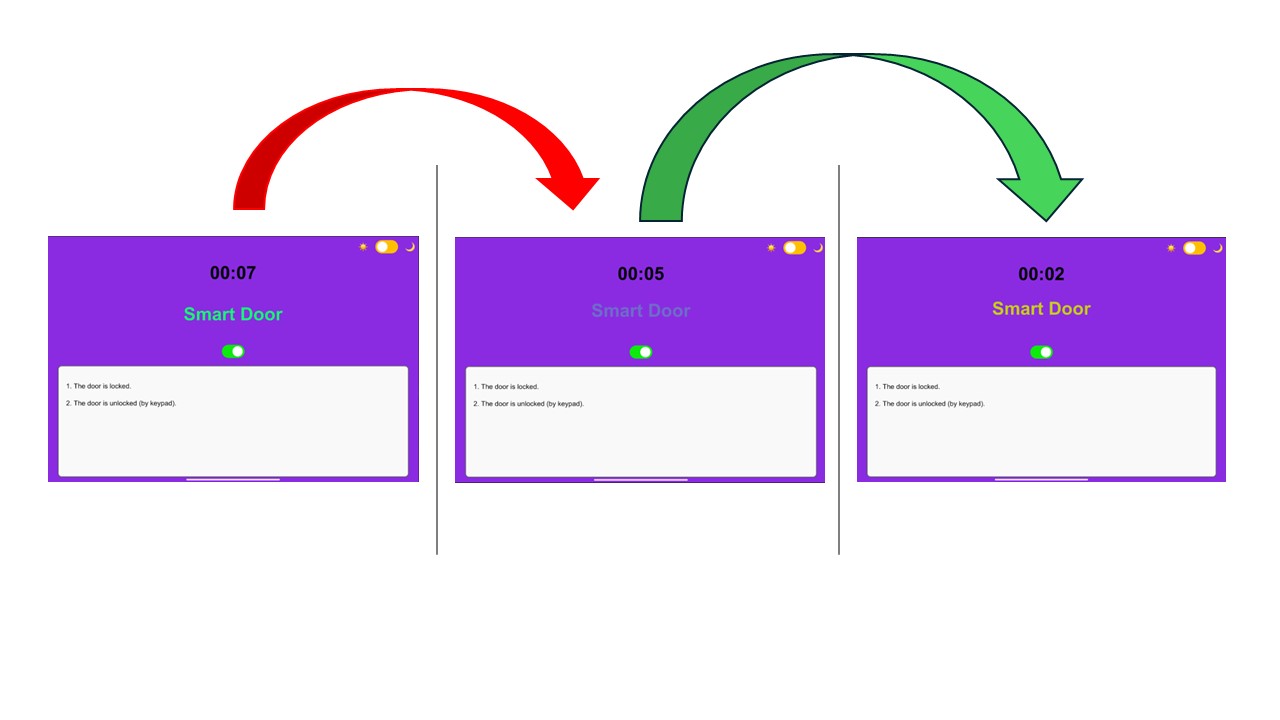 00:07
Smart Door
1. The door is locked.
2. The door is unlocked (by keypad).
00:05
Smart Door
1. The door is locked.
2. The door is unlocked (by keypad).
00:02
Smart Door
1. The door is locked.
2. The door is unlocked (by keypad).